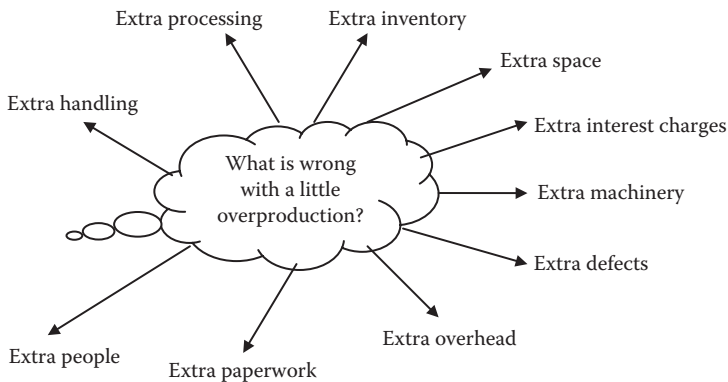 Extra processing
Extra inventory
Extra space
Extra handling
Extra interest charges
What is wrong
with a little
overproduction?
Extra machinery
Extra defects
Extra overhead
Extra people
Extra paperwork